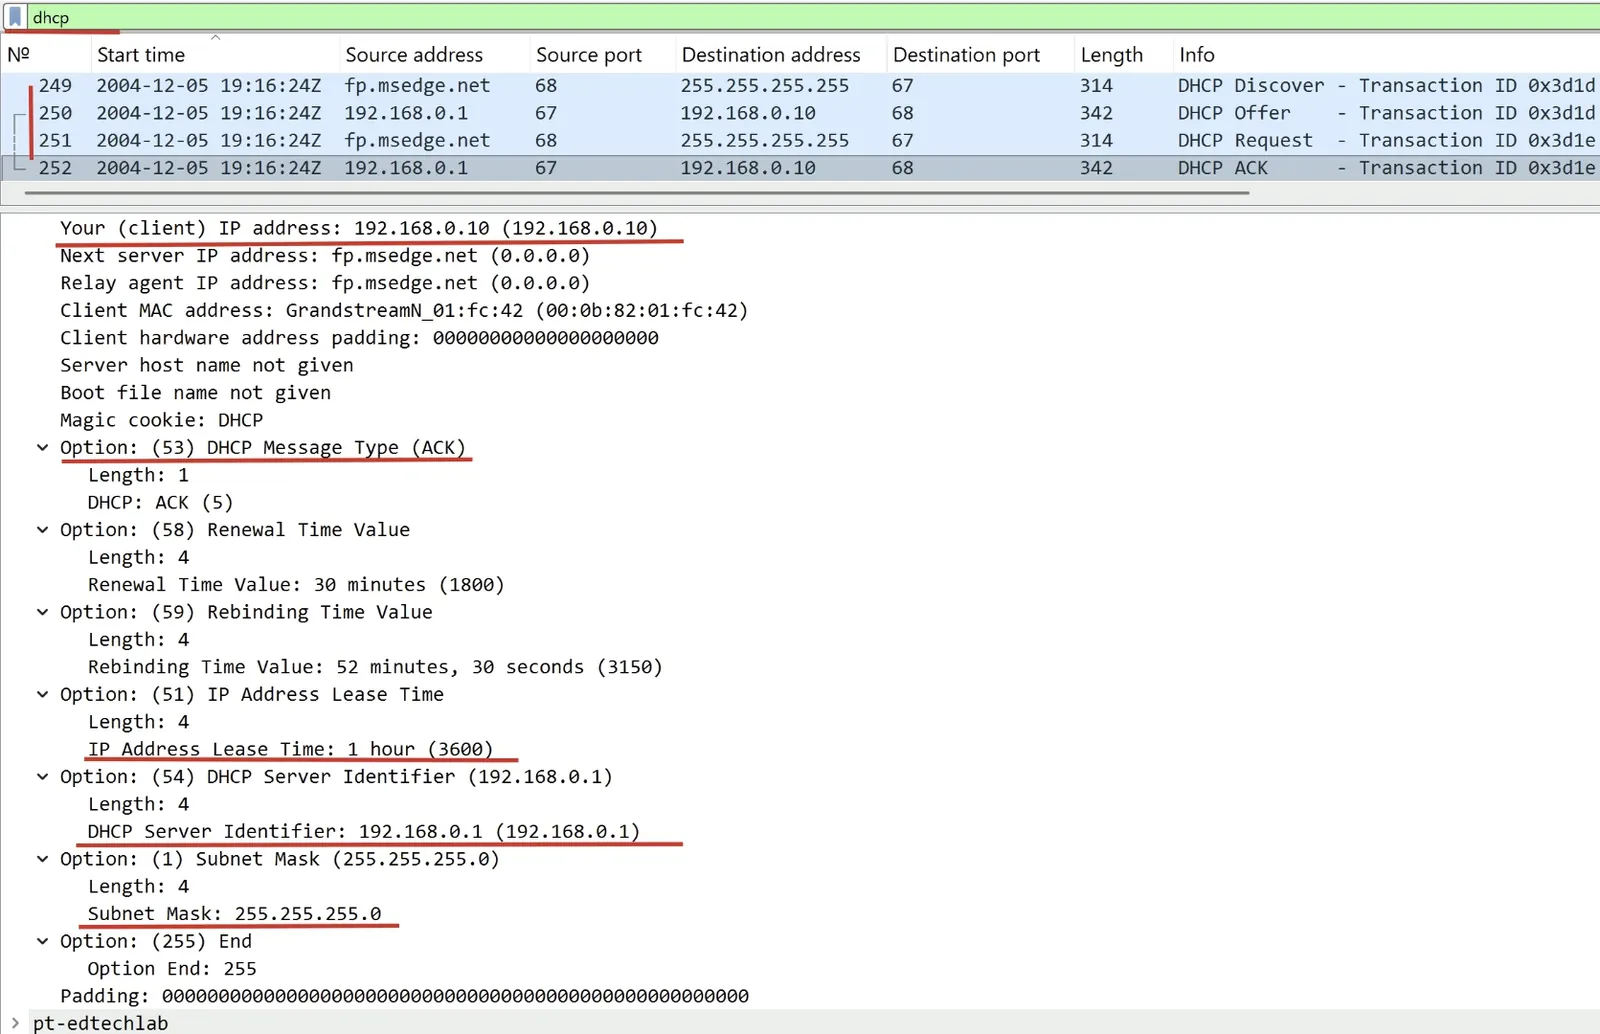 dhcp
№ Start time Source address Source port Destination address Destination port Length Info
249 2004-12-05 19:16:24Z fp.msedge.net 68 255.255.255.255 67 314 DHCP Discover - Transaction ID 0x3d1d
250 2004-12-05 19:16:24Z 192.168.0.1 67 192.168.0.10 68 342 DHCP Offer - Transaction ID 0x3d1d
251 2004-12-05 19:16:24Z fp.msedge.net 68 255.255.255.255 67 314 DHCP Request - Transaction ID 0x3d1e
252 2004-12-05 19:16:24Z 192.168.0.1 67 192.168.0.10 68 342 DHCP ACK - Transaction ID 0x3d1e
Your (client) IP address: 192.168.0.10 (192.168.0.10)
Next server IP address: fp.msedge.net (0.0.0.0)
Relay agent IP address: fp.msedge.net (0.0.0.0)
Client MAC address: GrandstreamN_01:fc:42 (00:0b:82:01:fc:42)
Client hardware address padding: 00000000000000000000
Server host name not given
Boot file name not given
Magic cookie: DHCP
Option: (53) DHCP Message Type (ACK)
Length: 1
DHCP: ACK (5)
Option: (58) Renewal Time Value
Length: 4
Renewal Time Value: 30 minutes (1800)
Option: (59) Rebinding Time Value
Length: 4
Rebinding Time Value: 52 minutes, 30 seconds (3150)
Option: (51) IP Address Lease Time
Length: 4
IP Address Lease Time: 1 hour (3600)
Option: (54) DHCP Server Identifier (192.168.0.1)
Length: 4
DHCP Server Identifier: 192.168.0.1 (192.168.0.1)
Option: (1) Subnet Mask (255.255.255.0)
Length: 4
Subnet Mask: 255.255.255.0
Option: (255) End
Option End: 255
Padding: 0000000000000000000000000000000000000000000000000000
pt-edtechlab